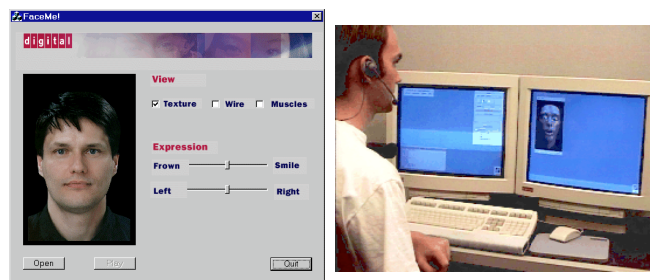 FaceMe!
digital
View
Texture Wire Muscles
Expression
Frown Smile
Left Right
Open Play Quit